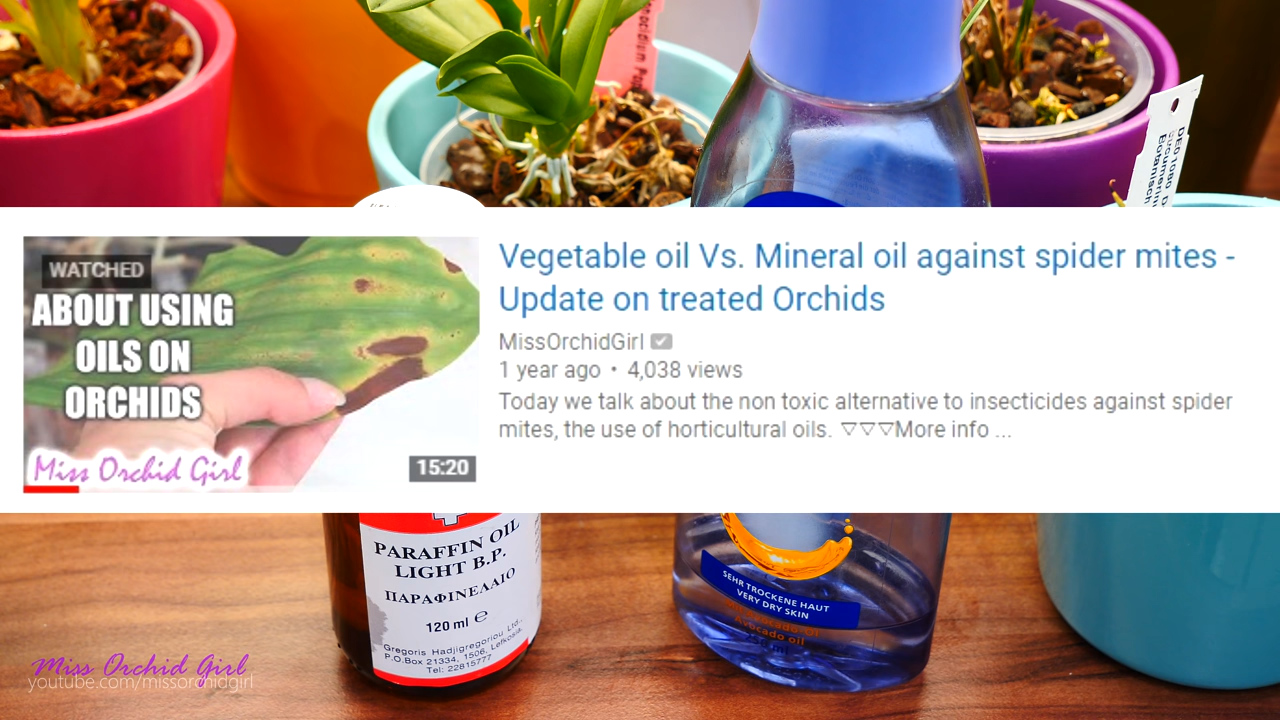 WATCHED
ABOUT USING
OILS ON
ORCHIDS
Miss Orchid Girl
15:20
Vegetable oil Vs. Mineral oil against spider mites -
Update on treated Orchids
MissOrchidGirl
1 year ago • 4,038 views
Today we talk about the non toxic alternative to insecticides against spider
mites, the use of horticultural oils. ▽▽▽More info ...
PARAFFIN OIL
LIGHT B.P.
ΠΑΡΑΦΙΝΕΛΑΙΟ
120 ml ℮
Gregoris Hadjigregoriou Ltd.,
P.O.Box 21334, 1506, Lefkosia,
Tel: 22815777
SEHR TROCKENE HAUT
VERY DRY SKIN
Avocado oil
Miss Orchid Girl
youtube.com/missorchidgirl